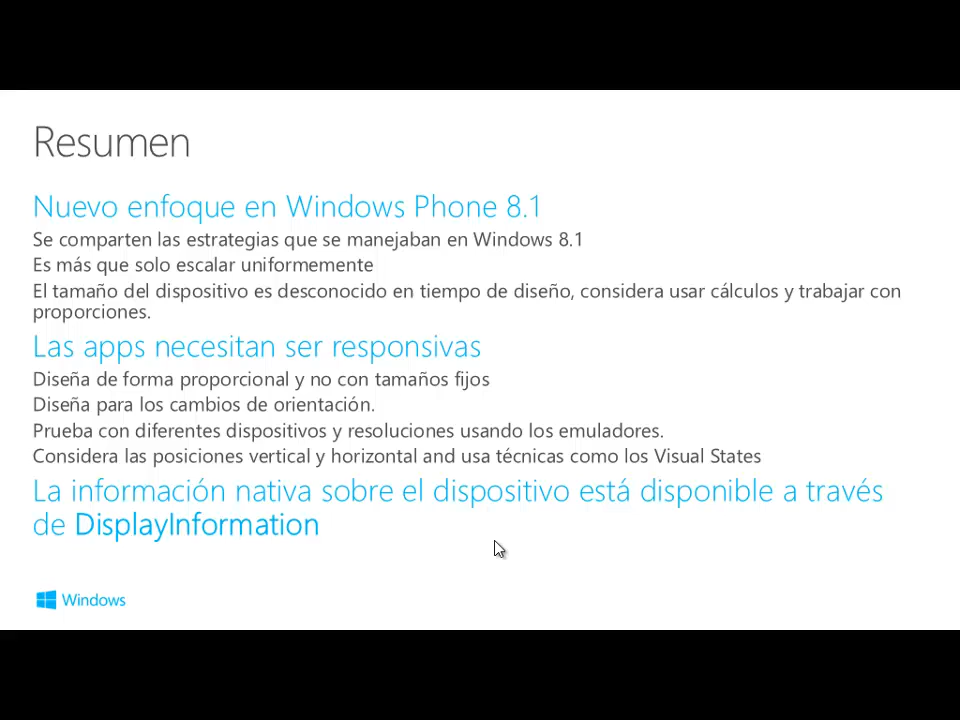 Resumen
Nuevo enfoque en Windows Phone 8.1
Se comparten las estrategias que se manejaban en Windows 8.1
Es más que solo escalar uniformemente
El tamaño del dispositivo es desconocido en tiempo de diseño, considera usar cálculos y trabajar con
proporciones.
Las apps necesitan ser responsivas
Diseña de forma proporcional y no con tamaños fijos
Diseña para los cambios de orientación.
Prueba con diferentes dispositivos y resoluciones usando los emuladores.
Considera las posiciones vertical y horizontal and usa técnicas como los Visual States
La información nativa sobre el dispositivo está disponible a través
de DisplayInformation
Windows